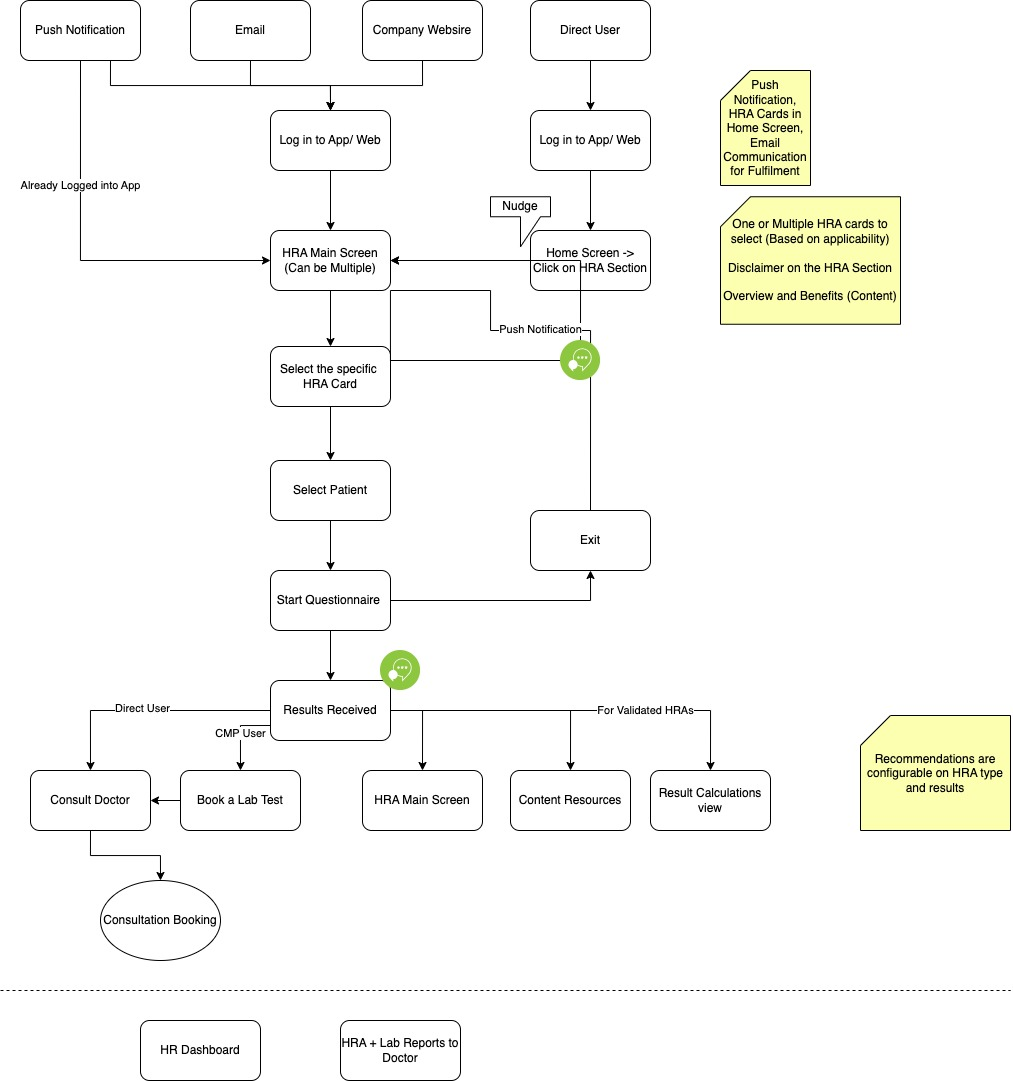 Push Notification
Email
Company Websire
Direct User
Push
Notification,
HRA Cards in
Home Screen,
Email
Communication
for Fulfilment
Log in to App/ Web
Log in to App/ Web
Already Logged into App
Nudge
One or Multiple HRA cards to
select (Based on applicability)
Disclaimer on the HRA Section
Overview and Benefits (Content)
HRA Main Screen
(Can be Multiple)
Home Screen ->
Click on HRA Section
Push Notification
Select the specific
HRA Card
Select Patient
Exit
Start Questionnaire
Results Received
Direct User
CMP User
For Validated HRAs
Recommendations are
configurable on HRA type
and results
Consult Doctor
Book a Lab Test
HRA Main Screen
Content Resources
Result Calculations
view
Consultation Booking
HR Dashboard
HRA + Lab Reports to
Doctor